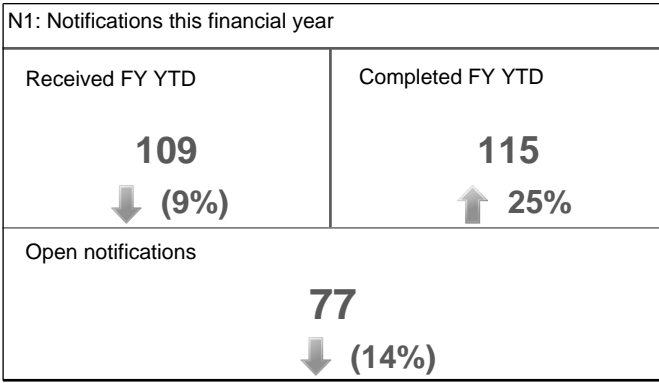 N1: Notifications this financial year
Received FY YTD
109
(9%)
Completed FY YTD
115
25%
Open notifications
77
(14%)